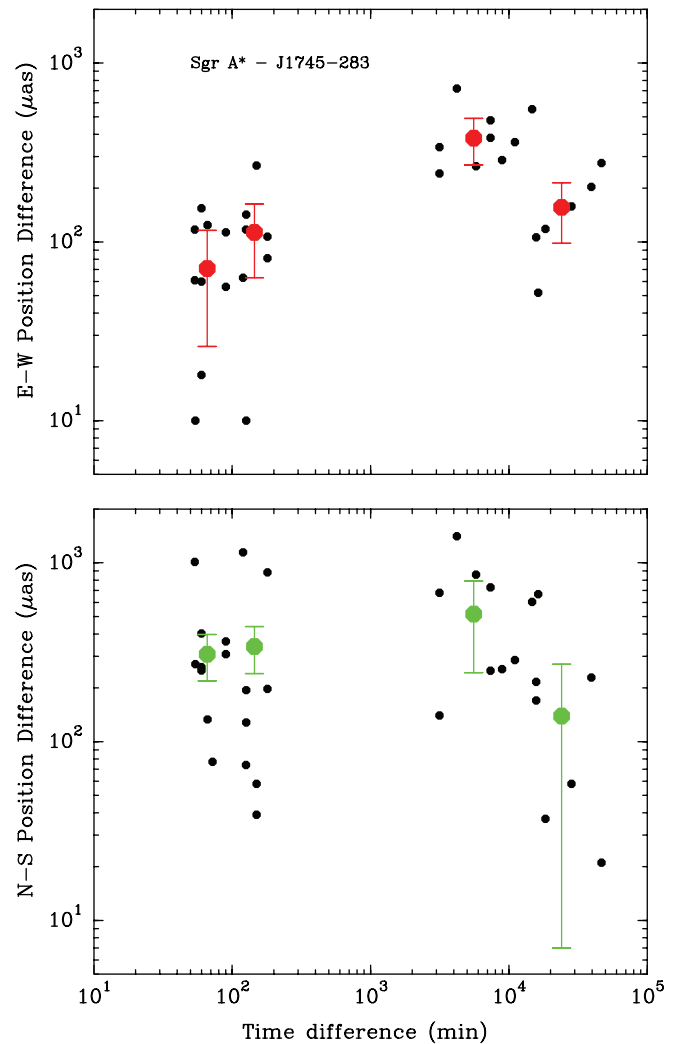 10³
Sgr A* − J1745−283
10²
10¹
E−W Position Difference (μas)
10³
10²
10¹
N−S Position Difference (μas)
10¹ 10² 10³ 10⁴ 10⁵
Time difference (min)